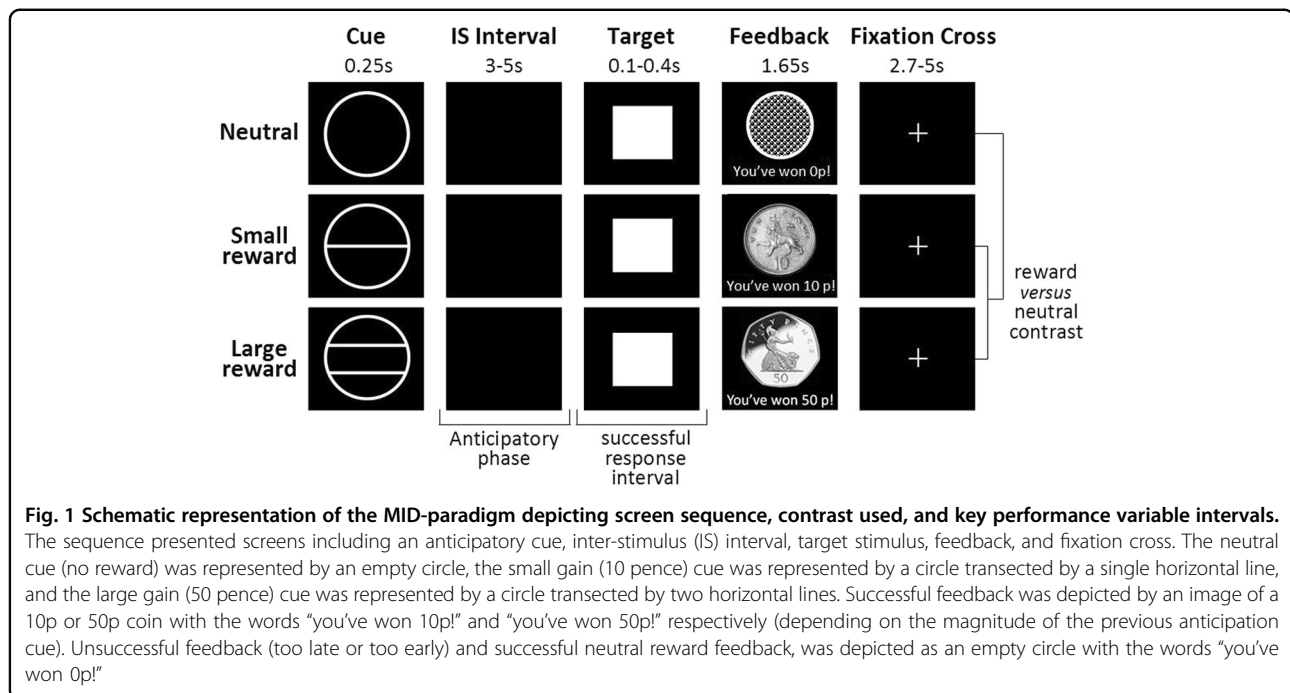 Cue IS Interval Target Feedback Fixation Cross
0.25s 3-5s 0.1-0.4s 1.65s 2.7-5s
Neutral
You've won 0p!
Small
reward
10
You've won 10 p!
reward
versus
neutral
contrast
Large
reward
FIFTY PENCE
50
You've won 50 p!
Anticipatory
phase
successful
response
interval
Fig. 1 Schematic representation of the MID-paradigm depicting screen sequence, contrast used, and key performance variable intervals.
The sequence presented screens including an anticipatory cue, inter-stimulus (IS) interval, target stimulus, feedback, and fixation cross. The neutral
cue (no reward) was represented by an empty circle, the small gain (10 pence) cue was represented by a circle transected by a single horizontal line,
and the large gain (50 pence) cue was represented by a circle transected by two horizontal lines. Successful feedback was depicted by an image of a
10p or 50p coin with the words “you’ve won 10p!” and “you’ve won 50p!” respectively (depending on the magnitude of the previous anticipation
cue). Unsuccessful feedback (too late or too early) and successful neutral reward feedback, was depicted as an empty circle with the words “you’ve
won 0p!”